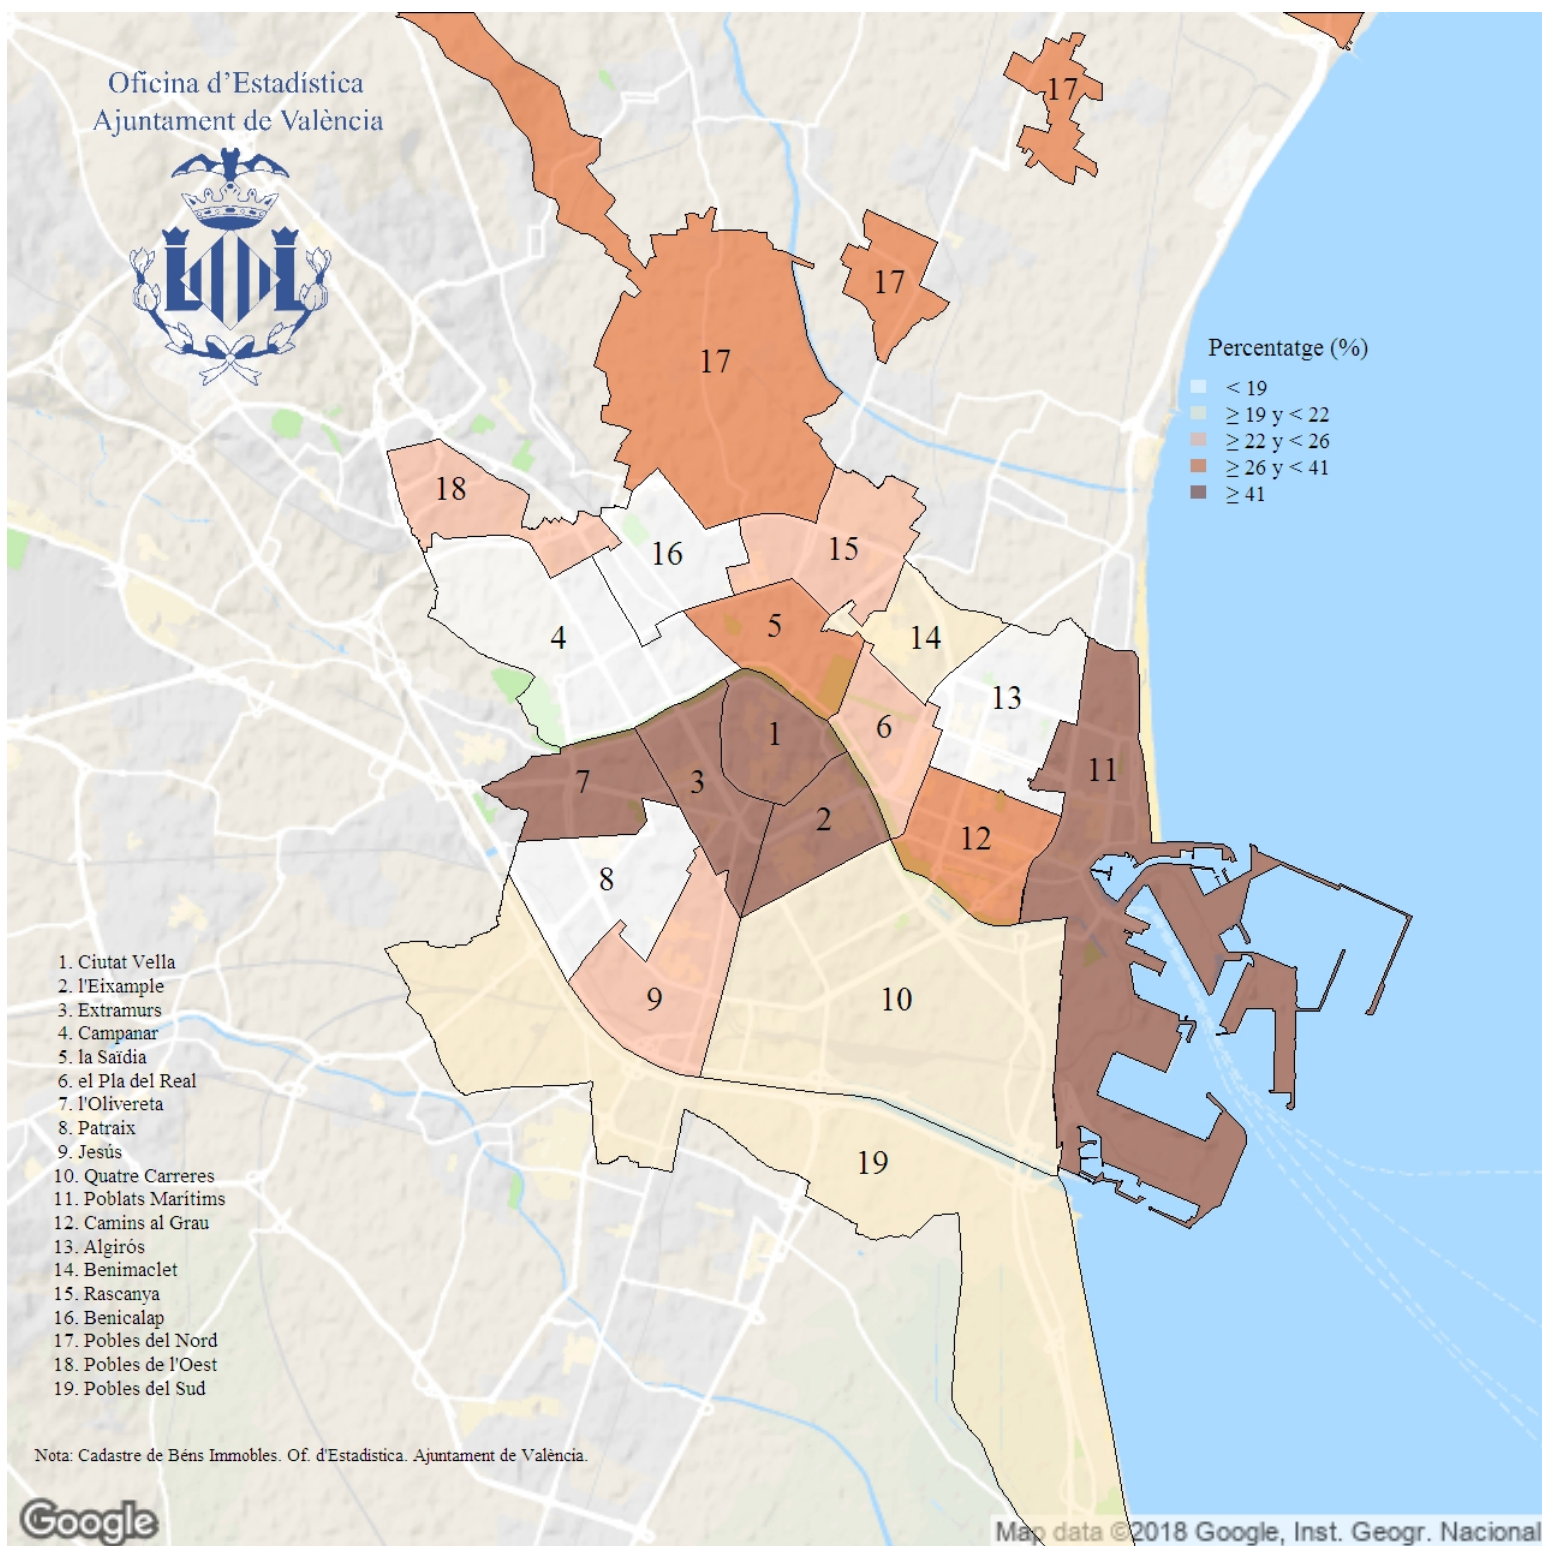 Oficina d'Estadística
Ajuntament de València
17
17
17
18
16
15
5
14
4
13
6
1
11
7
3
2
12
8
9
10
19
Percentatge (%)
< 19
≥ 19 y < 22
≥ 22 y < 26
≥ 26 y < 41
≥ 41
1. Ciutat Vella
2. l'Eixample
3. Extramurs
4. Campanar
5. la Saïdia
6. el Pla del Real
7. l'Olivereta
8. Patraix
9. Jesús
10. Quatre Carreres
11. Poblats Marítims
12. Camins al Grau
13. Algirós
14. Benimaclet
15. Rascanya
16. Benicalap
17. Pobles del Nord
18. Pobles de l'Oest
19. Pobles del Sud
Nota: Cadastre de Béns Immobles. Of. d'Estadística. Ajuntament de València.
Google
Map data ©2018 Google, Inst. Geogr. Nacional